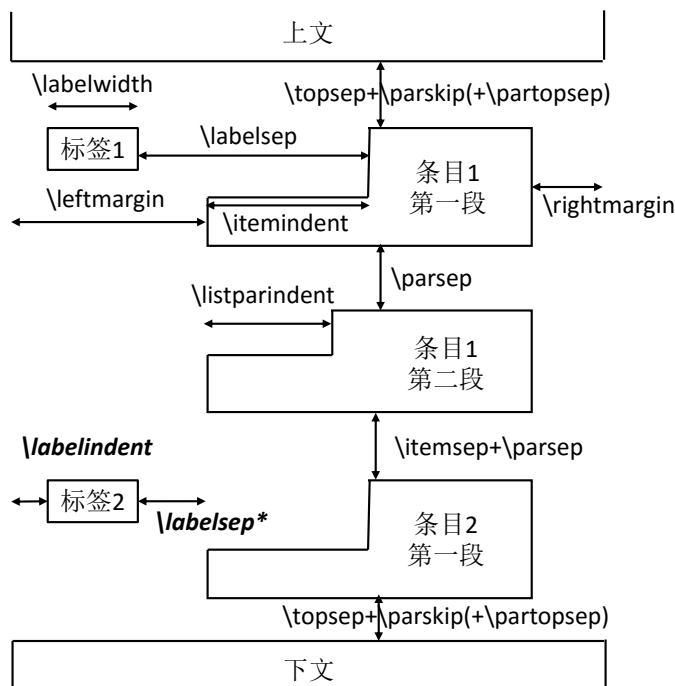 上文
\labelwidth
\topsep+\parskip(+\partopsep)
标签1
\labelsep
条目1
第一段
\leftmargin
\itemindent
\rightmargin
\parsep
\listparindent
条目1
第二段
\labelindent
\itemsep+\parsep
标签2
\labelsep*
条目2
第一段
\topsep+\parskip(+\partopsep)
下文